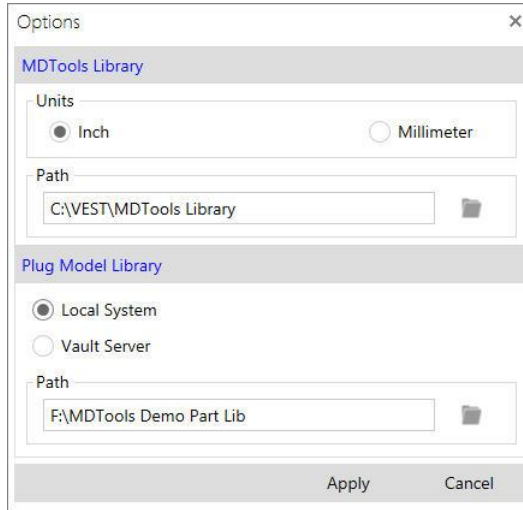 Options
MDTools Library
Units
Inch Millimeter
Path
C:\VEST\MDTools Library
Plug Model Library
Local System
Vault Server
Path
F:\MDTools Demo Part Lib
Apply Cancel